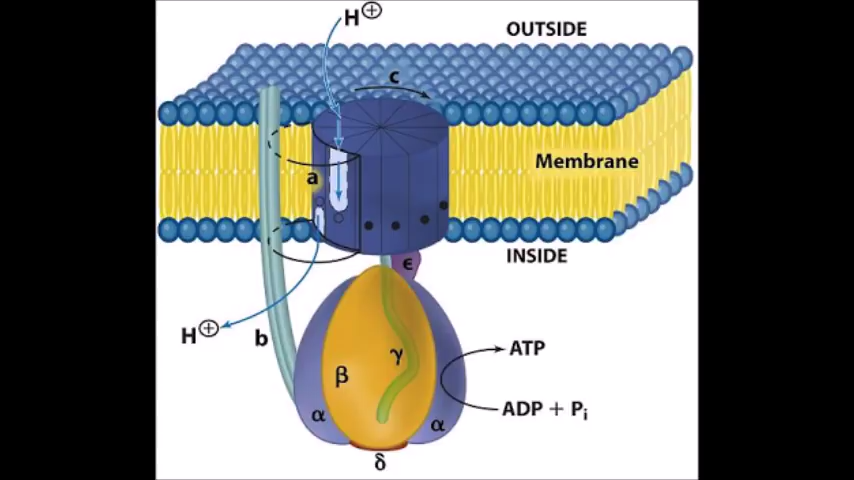 H⊕
OUTSIDE
c
Membrane
a
INSIDE
ϵ
H⊕
b
ATP
γ
β
ADP + Pi
α
α
δ